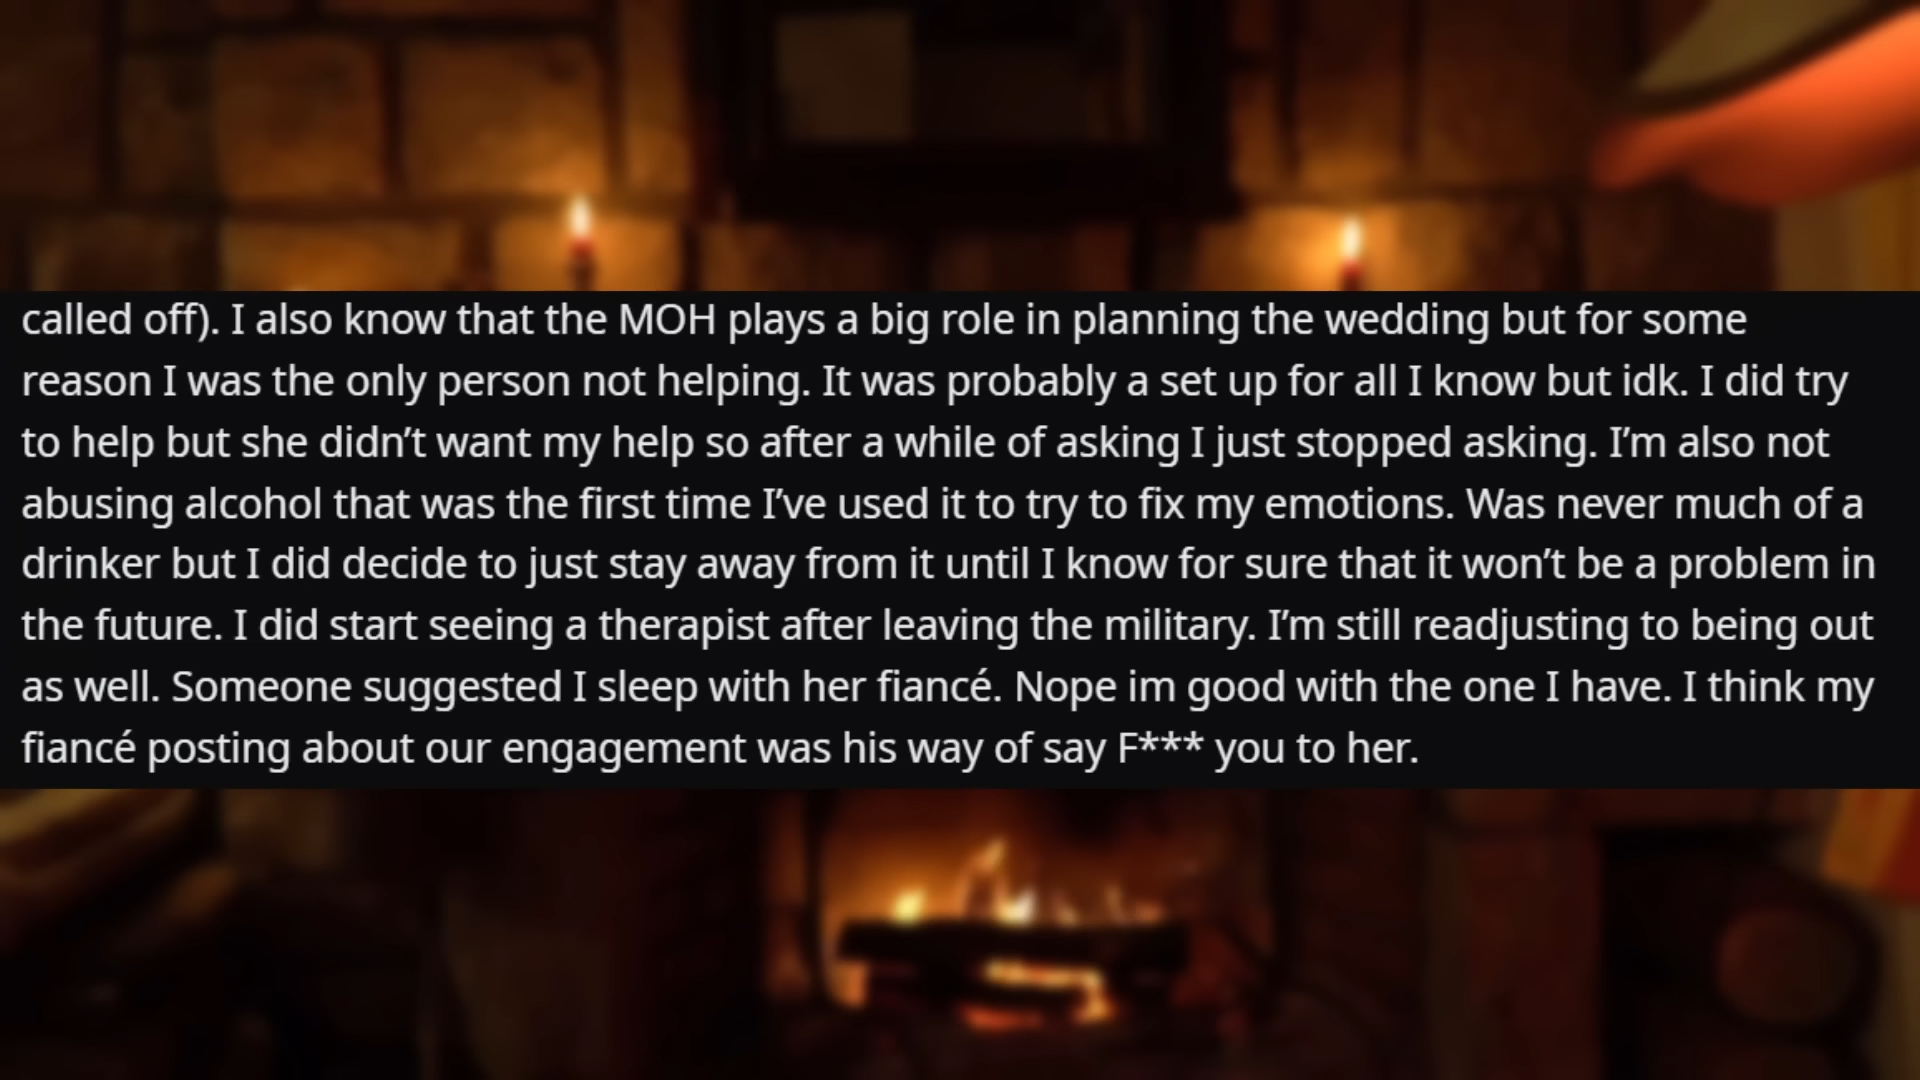 called off). I also know that the MOH plays a big role in planning the wedding but for some
reason I was the only person not helping. It was probably a set up for all I know but idk. I did try
to help but she didn’t want my help so after a while of asking I just stopped asking. I’m also not
abusing alcohol that was the first time I’ve used it to try to fix my emotions. Was never much of a
drinker but I did decide to just stay away from it until I know for sure that it won’t be a problem in
the future. I did start seeing a therapist after leaving the military. I’m still readjusting to being out
as well. Someone suggested I sleep with her fiancé. Nope im good with the one I have. I think my
fiancé posting about our engagement was his way of say F*** you to her.